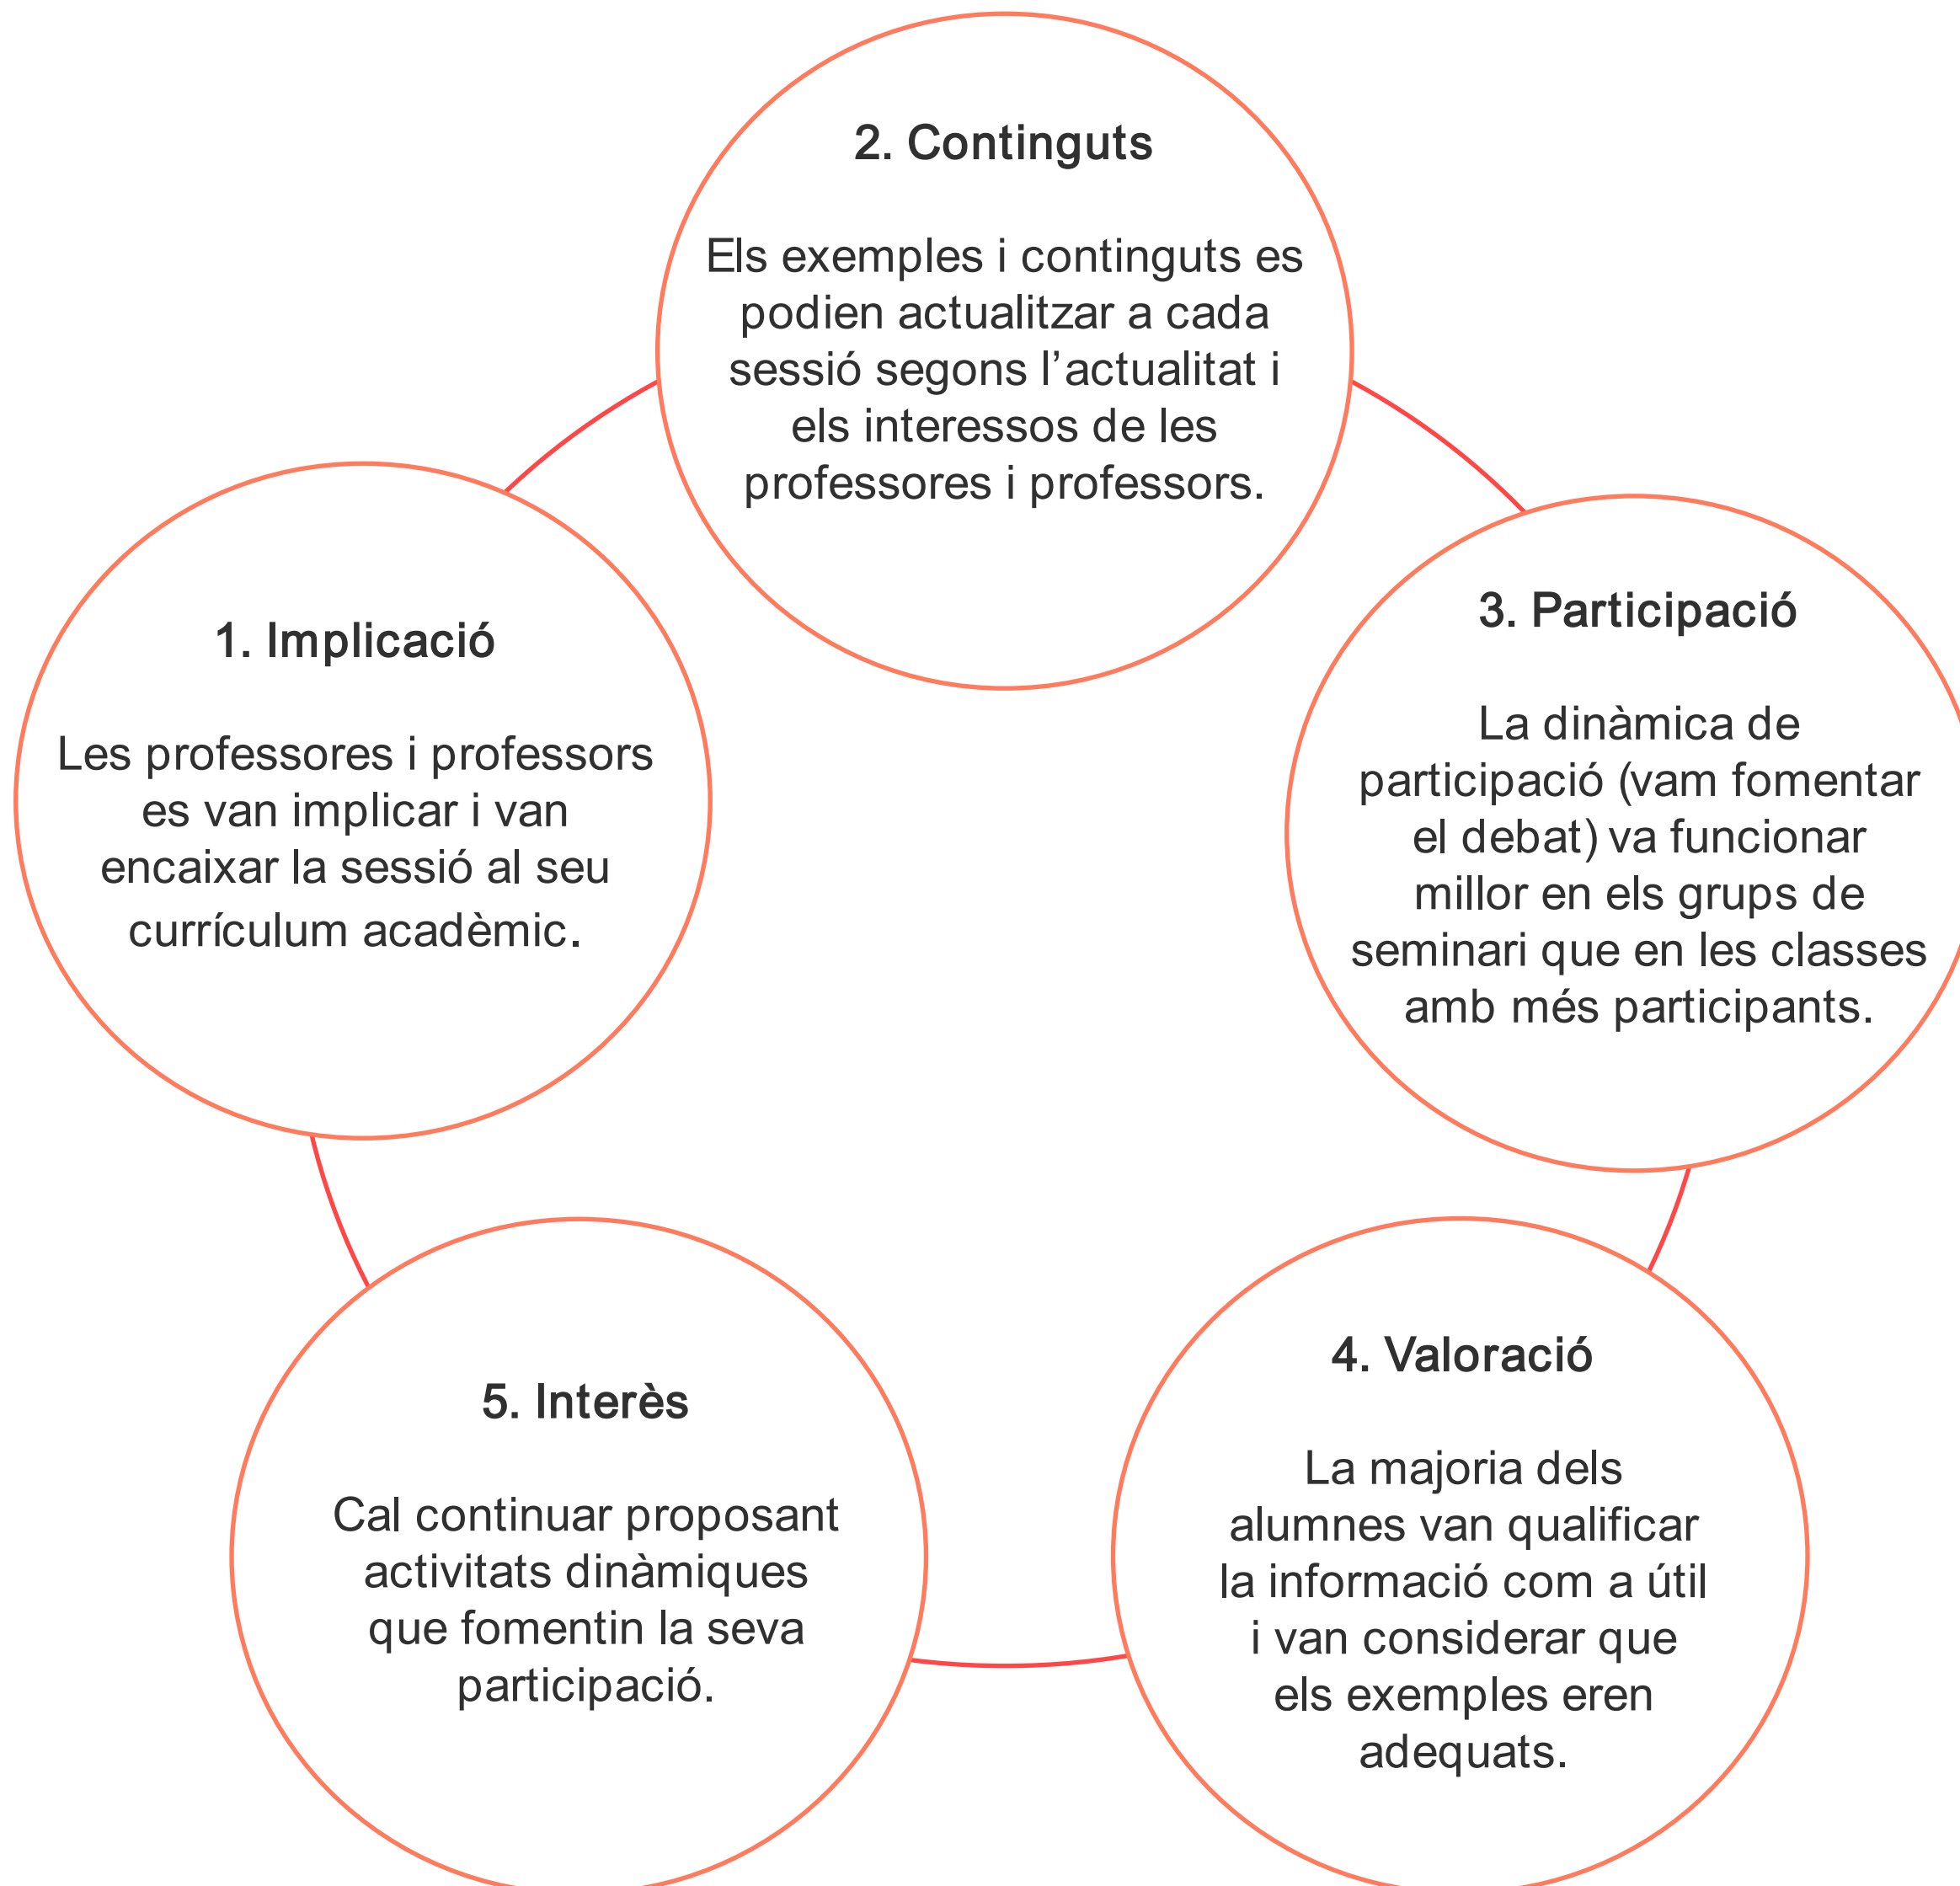 1. Implicació
Les professores i professors
es van implicar i van
encaixar la sessió al seu
currículum acadèmic.
2. Continguts
Els exemples i continguts es
podien actualitzar a cada
sessió segons l’actualitat i
els interessos de les
professores i professors.
3. Participació
La dinàmica de
participació (vam fomentar
el debat) va funcionar
millor en els grups de
seminari que en les classes
amb més participants.
4. Valoració
La majoria dels
alumnes van qualificar
la informació com a útil
i van considerar que
els exemples eren
adequats.
5. Interès
Cal continuar proposant
activitats dinàmiques
que fomentin la seva
participació.